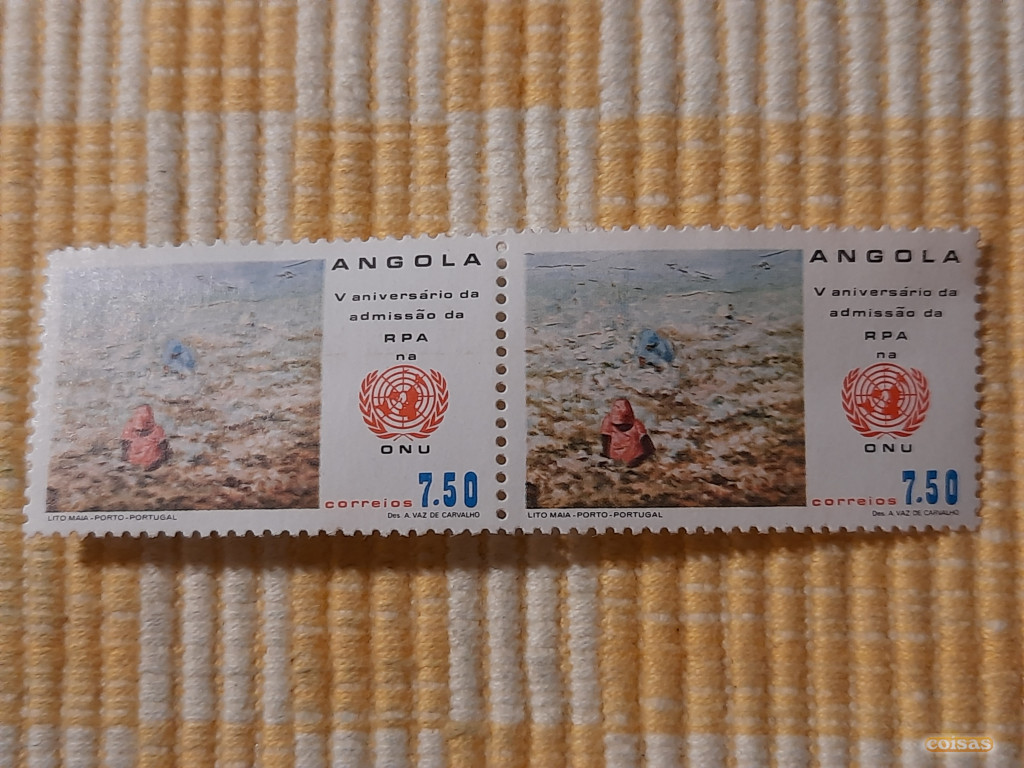 ANGOLA
V aniversário da
admissão da
RPA
na
ONU
correios 7.50
LITO MAIA - PORTO - PORTUGAL
Des. A. VAZ DE CARVALHO
ANGOLA
V aniversário da
admissão da
RPA
na
ONU
correios 7.50
LITO MAIA - PORTO - PORTUGAL
Des. A. VAZ DE CARVALHO
coisas